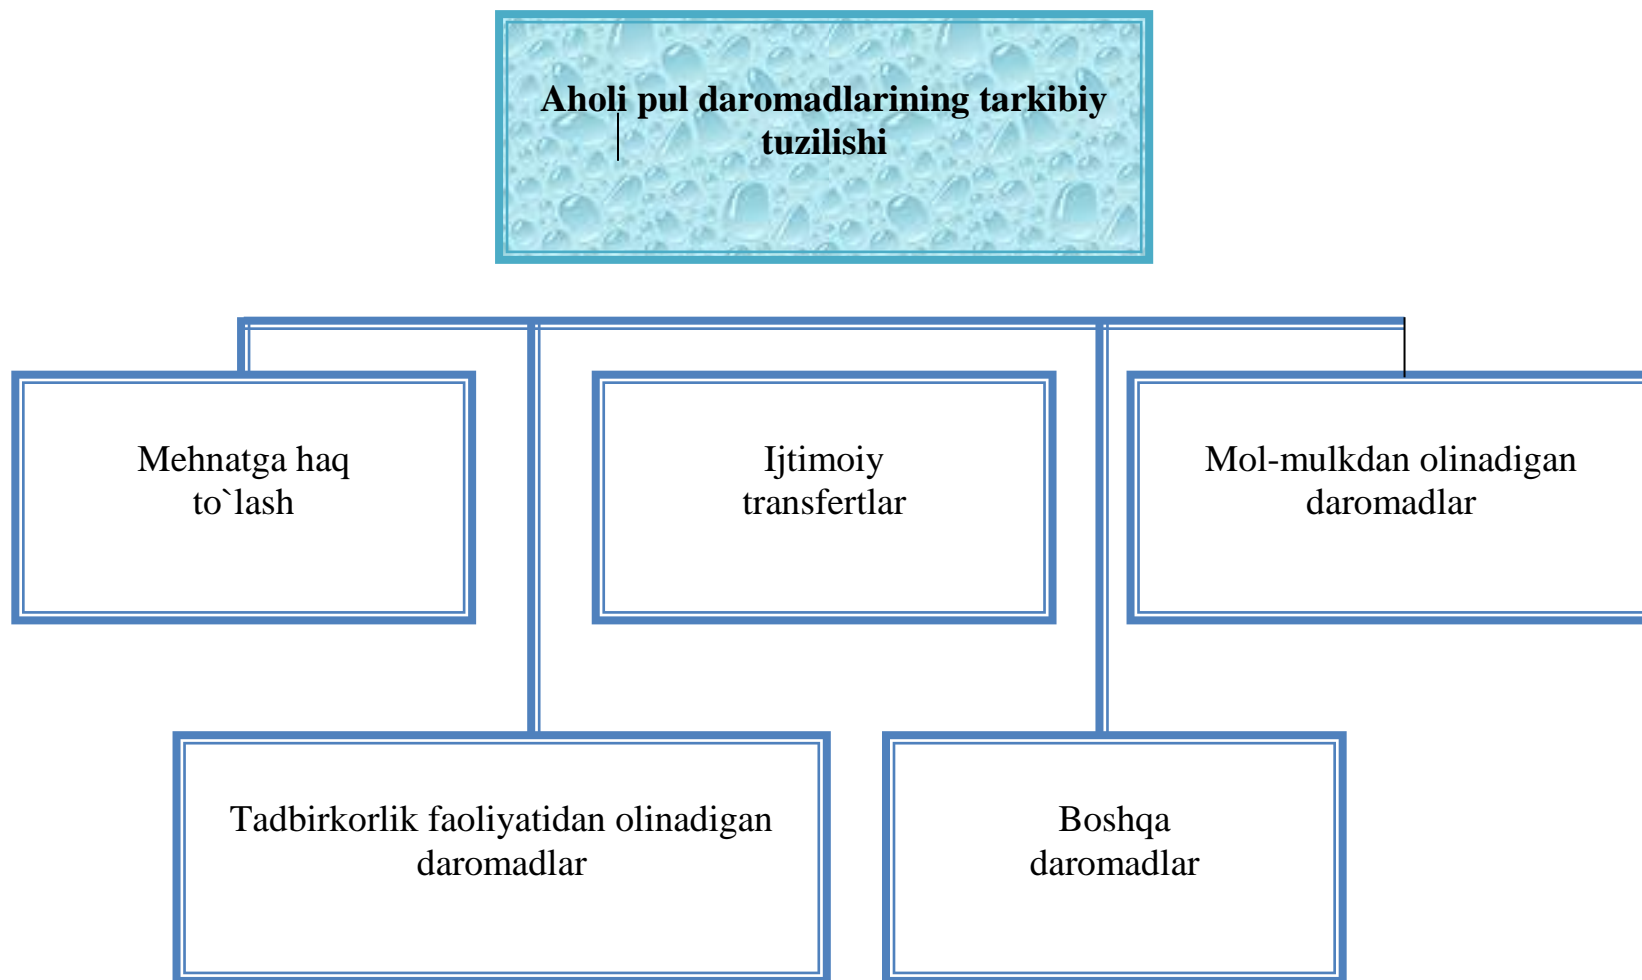 Aholi pul daromadlarining tarkibiy
tuzilishi
Mehnatga haq
to`lash
Ijtimoiy
transfertlar
Mol-mulkdan olinadigan
daromadlar
Tadbirkorlik faoliyatidan olinadigan
daromadlar
Boshqa
daromadlar